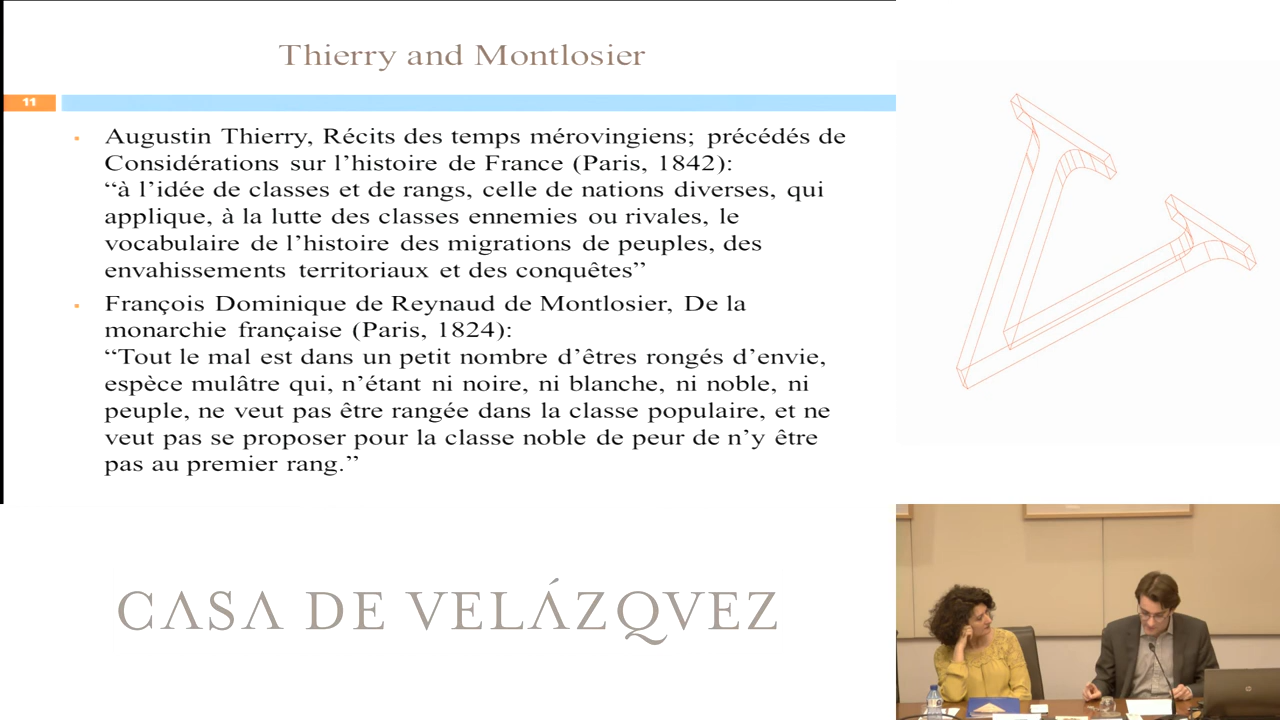 Thierry and Montlosier
11
Augustin Thierry, Récits des temps mérovingiens; précédés de
Considérations sur l’histoire de France (Paris, 1842):
“à l’idée de classes et de rangs, celle de nations diverses, qui
applique, à la lutte des classes ennemies ou rivales, le
vocabulaire de l’histoire des migrations de peuples, des
envahissements territoriaux et des conquêtes”
François Dominique de Reynaud de Montlosier, De la
monarchie française (Paris, 1824):
“Tout le mal est dans un petit nombre d’êtres rongés d’envie,
espèce mulâtre qui, n’étant ni noire, ni blanche, ni noble, ni
peuple, ne veut pas être rangée dans la classe populaire, et ne
veut pas se proposer pour la classe noble de peur de n’y être
pas au premier rang.”
CASA DE VELÁZQVEZ